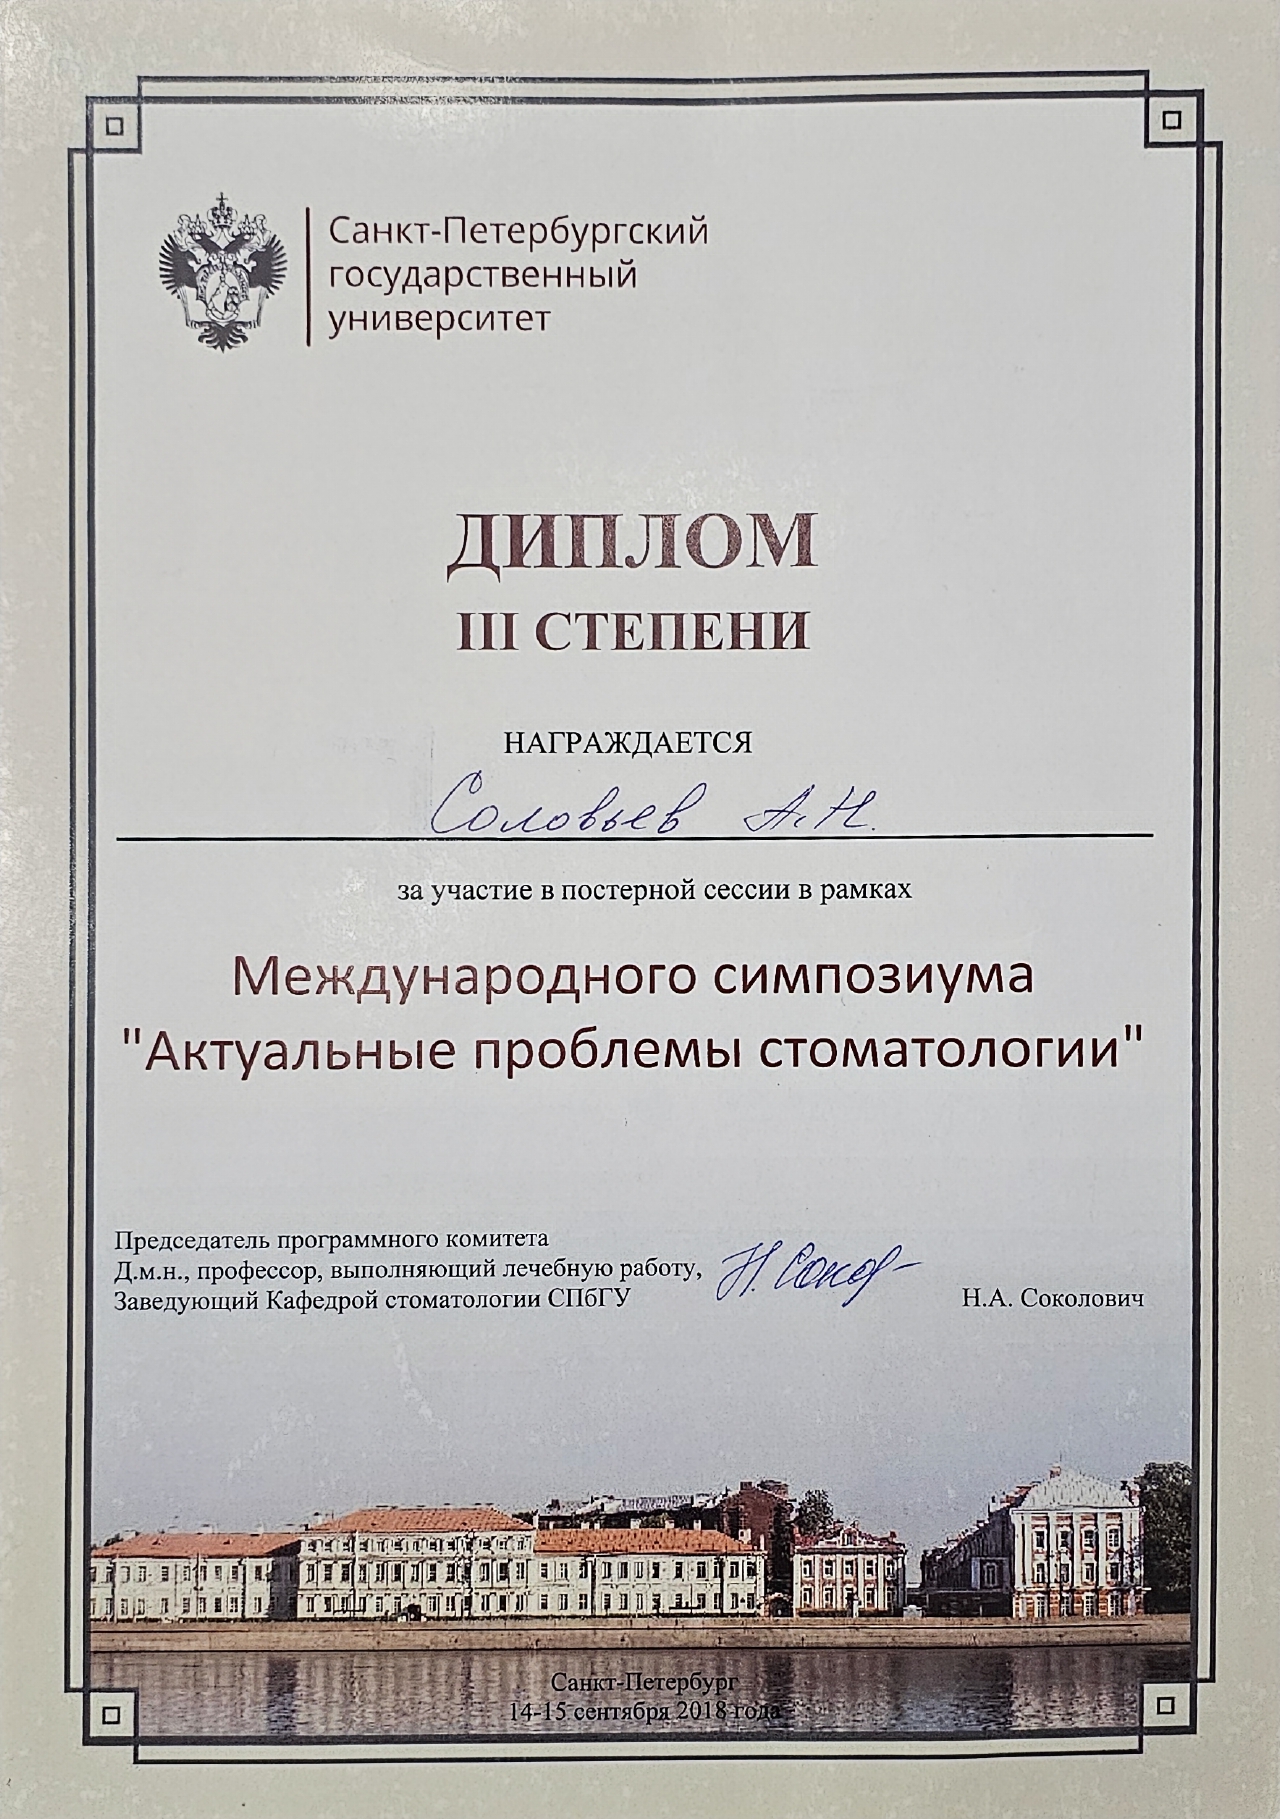 Санкт-Петербургский
государственный
университет
ДИПЛОМ
III СТЕПЕНИ
НАГРАЖДАЕТСЯ
Соловьев А.Н.
за участие в постерной сессии в рамках
Международного симпозиума
"Актуальные проблемы стоматологии"
Председатель программного комитета
Д.м.н., профессор, выполняющий лечебную работу,
Заведующий Кафедрой стоматологии СПбГУ
Н.А. Соколович
Санкт-Петербург
14-15 сентября 2018 года